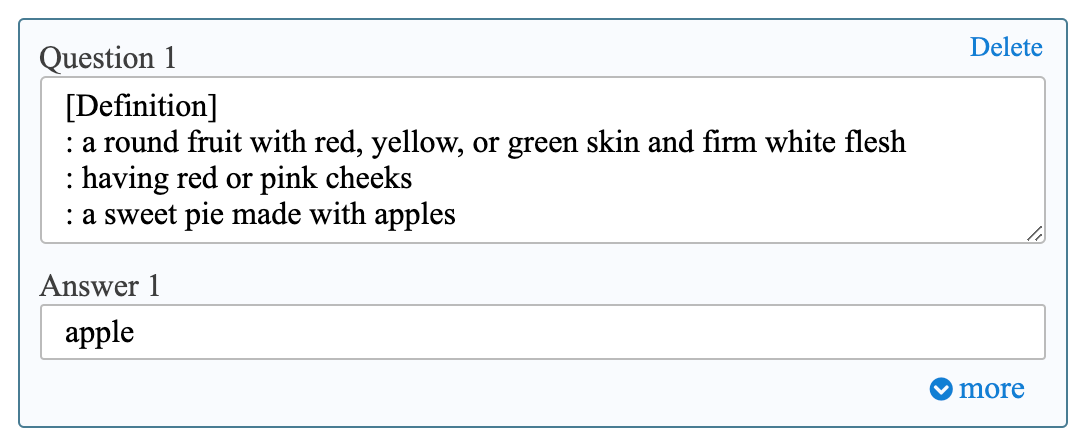 Question 1
Delete
[Definition]
: a round fruit with red, yellow, or green skin and firm white flesh
: having red or pink cheeks
: a sweet pie made with apples
Answer 1
apple
more